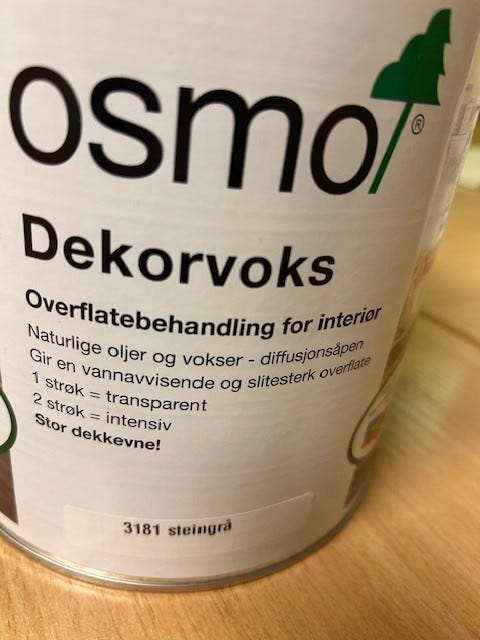 osmo®
Dekorvoks
Overflatebehandling for interiør
Naturlige oljer og vokser - diffusjonsåpen
Gir en vannavvisende og slitesterk overflate
1 strøk = transparent
2 strøk = intensiv
Stor dekkevne!
3181 steingrå